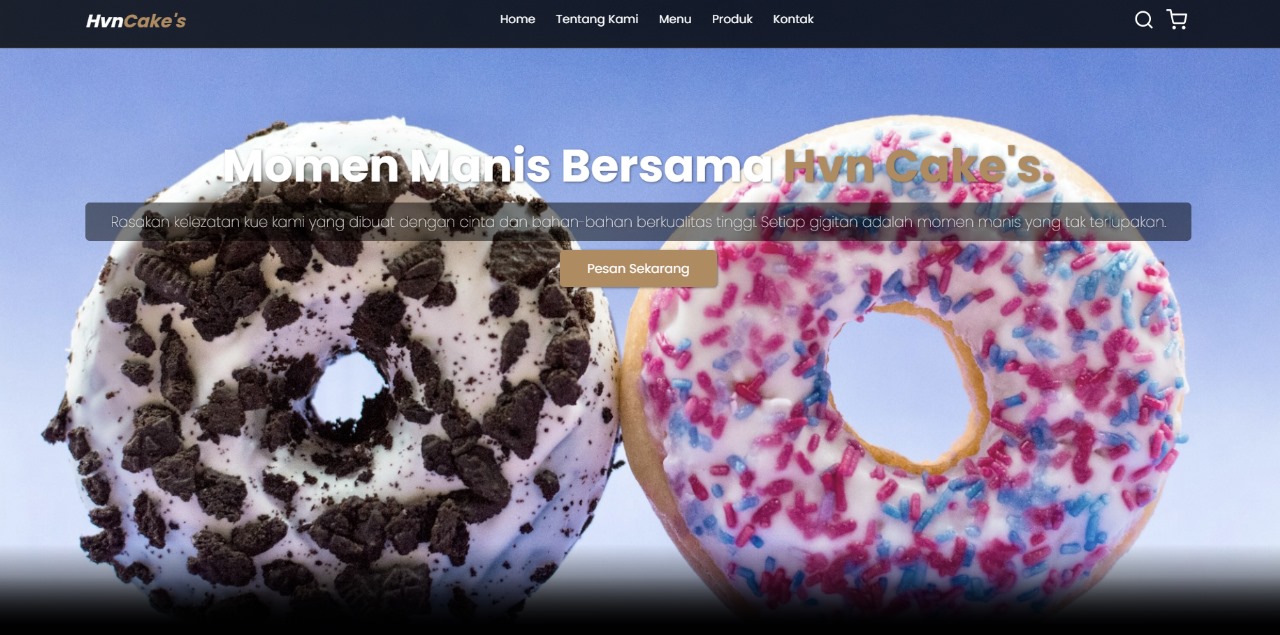 HvnCake's
Home Tentang Kami Menu Produk Kontak
Momen Manis Bersama Hvn Cake's.
Rasakan kelezatan kue kami yang dibuat dengan cinta dan bahan-bahan berkualitas tinggi. Setiap gigitan adalah momen manis yang tak terlupakan.
Pesan Sekarang